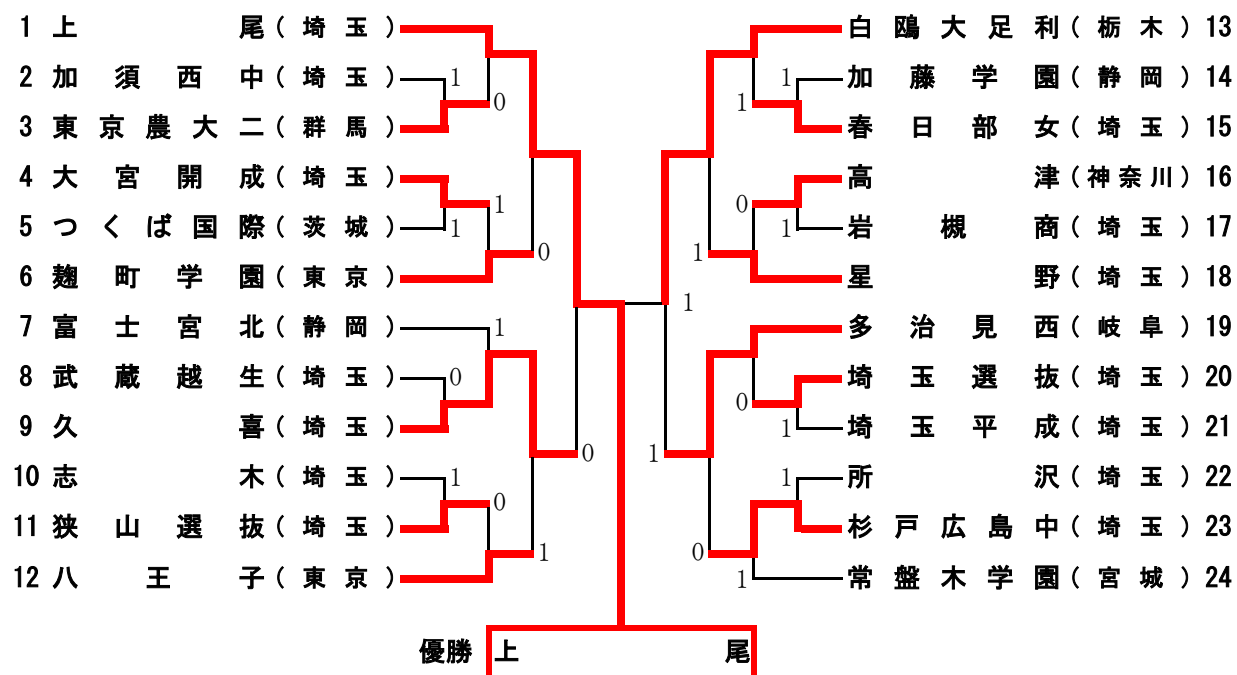 1 上尾(埼玉)
2 加須西中(埼玉)
3 東京農大二(群馬)
4 大宮開成(埼玉)
5 つくば国際(茨城)
6 麹町学園(東京)
7 富士宮北(静岡)
8 武蔵越生(埼玉)
9 久喜(埼玉)
10 志木(埼玉)
11 狭山選抜(埼玉)
12 八王子(東京)
1
0
1
1
0
1
0
0
1
0
1
1
白鴎大足利(栃木)13
加藤学園(静岡)14
春日部女(埼玉)15
高津(神奈川)16
岩槻商(埼玉)17
星野(埼玉)18
多治見西(岐阜)19
埼玉選抜(埼玉)20
埼玉平成(埼玉)21
所沢(埼玉)22
杉戸広島中(埼玉)23
常盤木学園(宮城)24
1
1
0
1
1
0
1
1
1
0
1
優勝 上尾